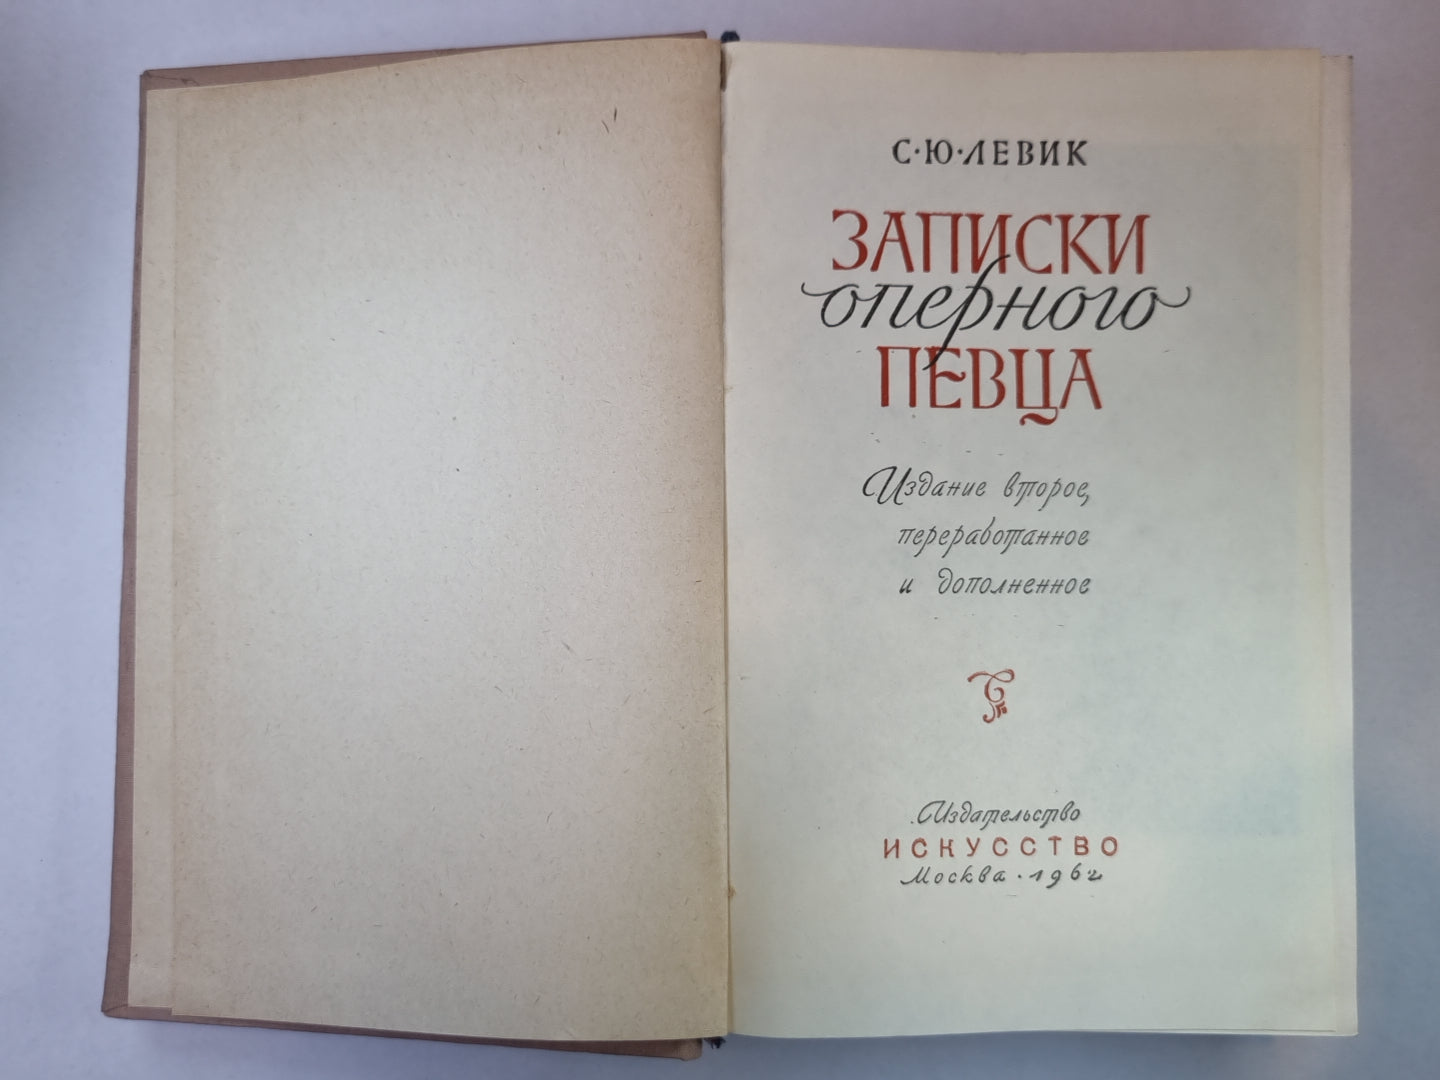 С·Ю·ЛЕВИК
ЗАПИСКИ
оперного
ПЕВЦА
Издание второе,
переработанное
и дополненное
Издательство
ИСКУССТВО
Москва · 1962